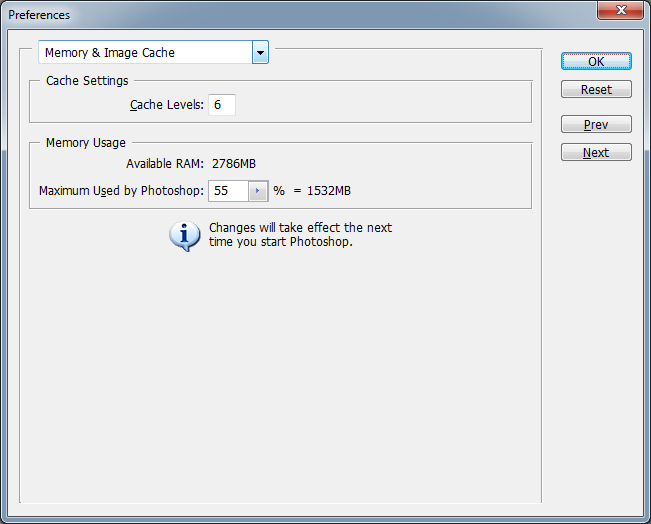 Preferences
Memory & Image Cache
Cache Settings
Cache Levels: 6
Memory Usage
Available RAM: 2786MB
Maximum Used by Photoshop: 55 % = 1532MB
Changes will take effect the next
time you start Photoshop.
OK
Reset
Prev
Next